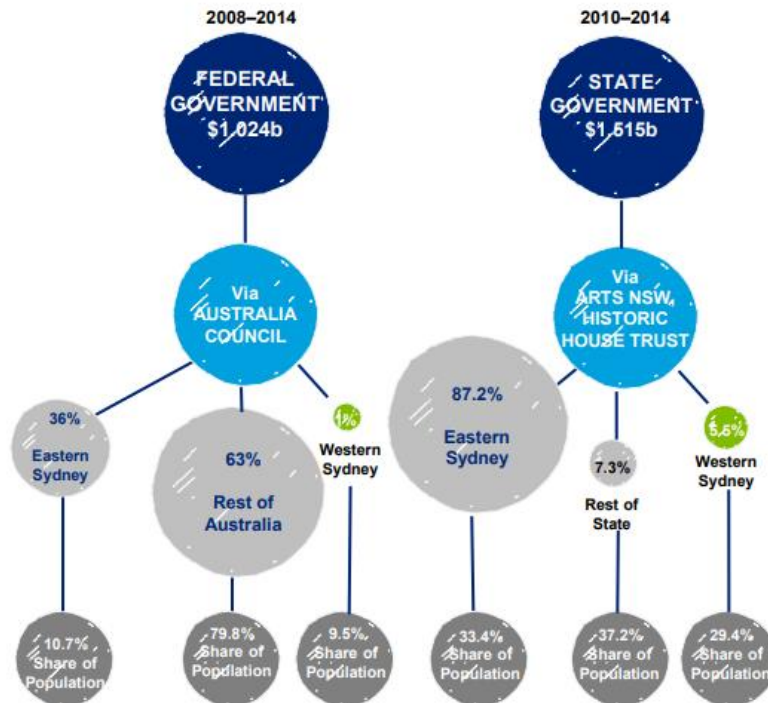 2008–2014
FEDERAL
GOVERNMENT
$1.024b
Via
AUSTRALIA
COUNCIL
36%
Eastern
Sydney
63%
Rest of
Australia
1%
Western
Sydney
10.7%
Share of
Population
79.8%
Share of
Population
9.5%
Share of
Population
2010–2014
STATE
GOVERNMENT
$1.515b
Via
ARTS NSW,
HISTORIC
HOUSE TRUST
87.2%
Eastern
Sydney
7.3%
Rest of
State
5.5%
Western
Sydney
33.4%
Share of
Population
37.2%
Share of
Population
29.4%
Share of
Population